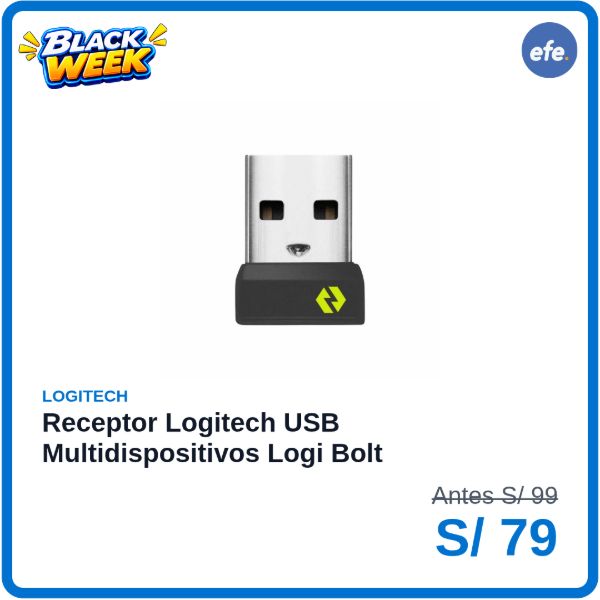 BLACK
WEEK
efe.
LOGITECH
Receptor Logitech USB
Multidispositivos Logi Bolt
Antes S/ 99
S/ 79